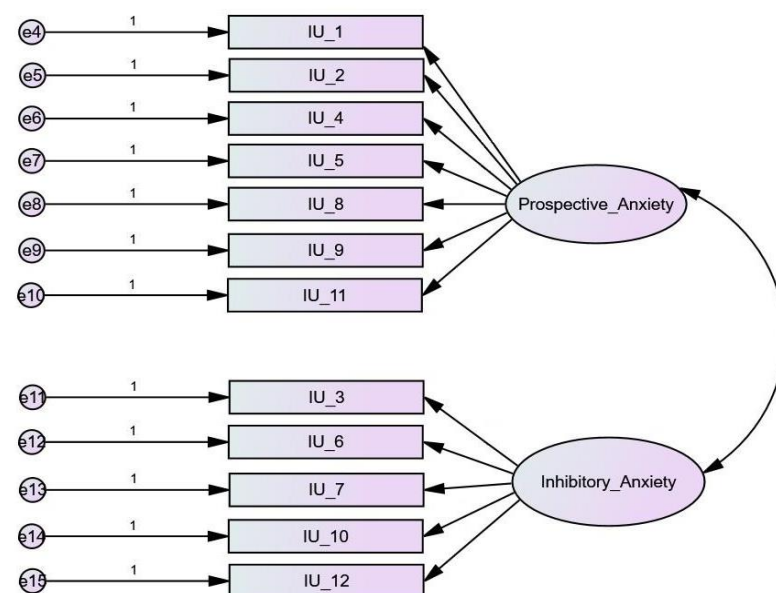 e4 1 IU_1
e5 1 IU_2
e6 1 IU_4
e7 1 IU_5
e8 1 IU_8
Prospective_Anxiety
e9 1 IU_9
e10 1 IU_11
e11 1 IU_3
e12 1 IU_6
e13 1 IU_7
Inhibitory_Anxiety
e14 1 IU_10
e15 1 IU_12